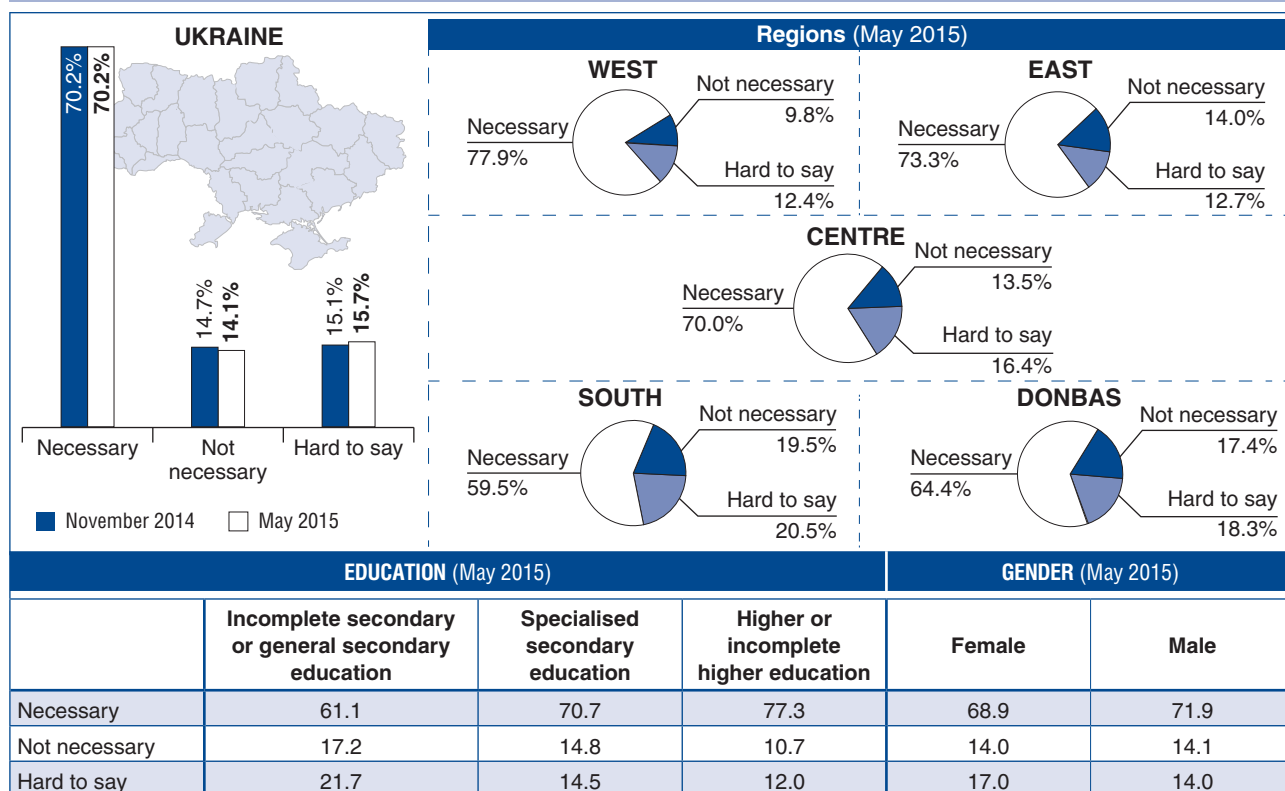 UKRAINE
70.2%
70.2%
14.7%
14.1%
15.1%
15.7%
Necessary
Not
necessary
Hard to say
November 2014
May 2015
Regions (May 2015)
WEST
Necessary
77.9%
Not necessary
9.8%
Hard to say
12.4%
EAST
Necessary
73.3%
Not necessary
14.0%
Hard to say
12.7%
CENTRE
Necessary
70.0%
Not necessary
13.5%
Hard to say
16.4%
SOUTH
Necessary
59.5%
Not necessary
19.5%
Hard to say
20.5%
DONBAS
Necessary
64.4%
Not necessary
17.4%
Hard to say
18.3%
EDUCATION (May 2015) GENDER (May 2015)
Incomplete secondary
or general secondary
education
Specialised
secondary
education
Higher or
incomplete
higher education
Female
Male
Necessary 61.1 70.7 77.3 68.9 71.9
Not necessary 17.2 14.8 10.7 14.0 14.1
Hard to say 21.7 14.5 12.0 17.0 14.0